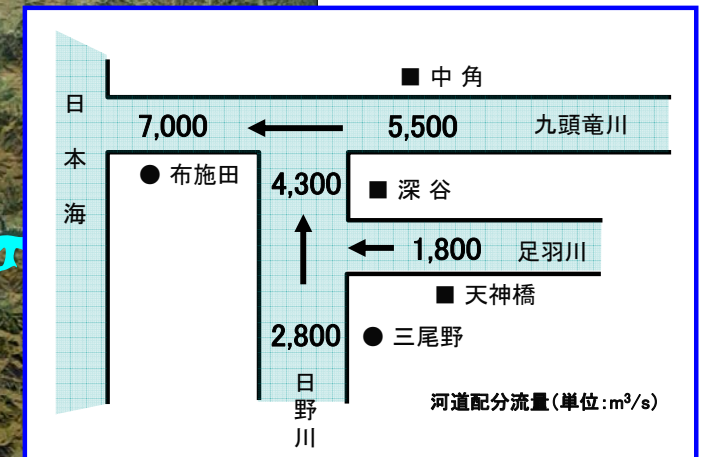 ■ 中角
日本海
7,000
5,500
九頭竜川
● 布施田
4,300
■ 深谷
1,800
足羽川
■ 天神橋
2,800
● 三尾野
日野川
河道配分流量(単位:m³/s)